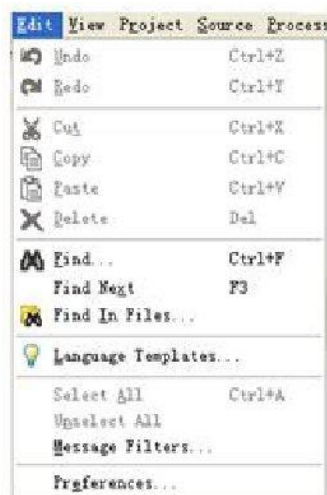 Edit View Project Source Process
Undo Ctrl+Z
Redo Ctrl+Y
Cut Ctrl+X
Copy Ctrl+C
Paste Ctrl+V
Delete Del
Find... Ctrl+F
Find Next F3
Find In Files...
Language Templates...
Select All Ctrl+A
Unselect All
Message Filters...
Preferences...